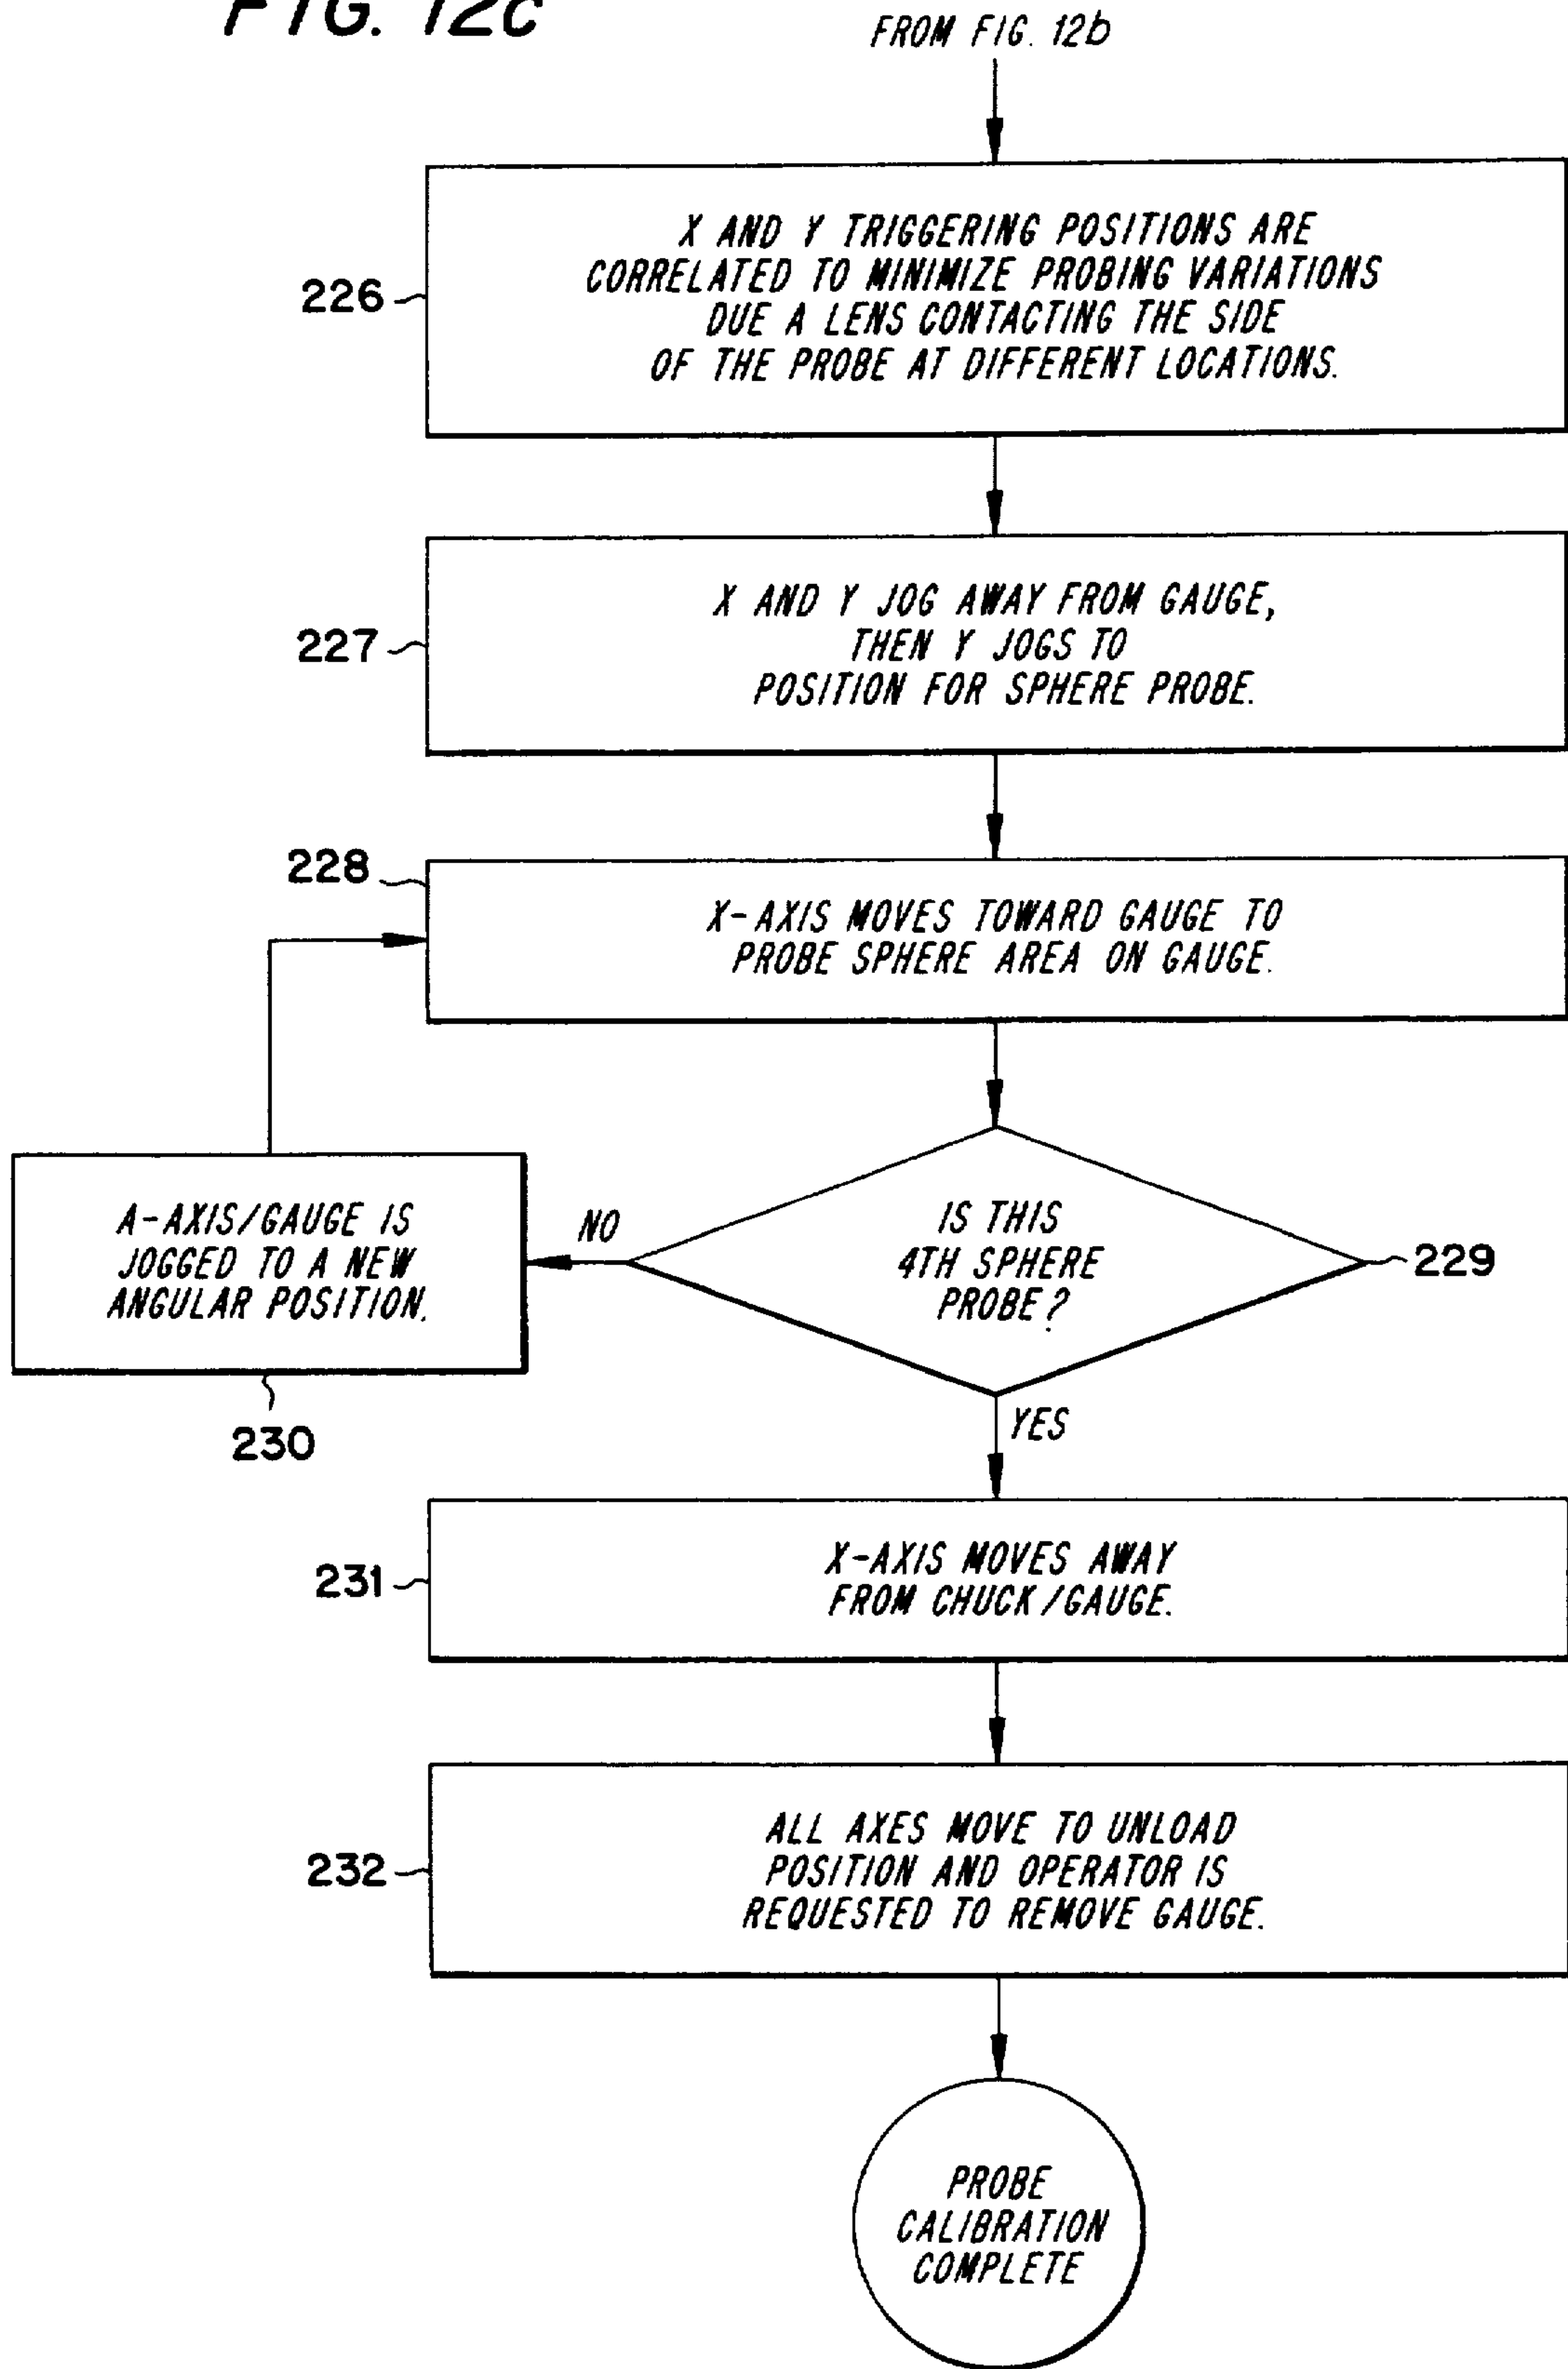 FIG. 12c
FROM FIG. 12b
X AND Y TRIGGERING POSITIONS ARE
CORRELATED TO MINIMIZE PROBING VARIATIONS
DUE A LENS CONTACTING THE SIDE
OF THE PROBE AT DIFFERENT LOCATIONS.
226
X AND Y JOG AWAY FROM GAUGE,
THEN Y JOGS TO
POSITION FOR SPHERE PROBE.
227
228
X-AXIS MOVES TOWARD GAUGE TO
PROBE SPHERE AREA ON GAUGE.
A-AXIS/GAUGE IS
JOGGED TO A NEW
ANGULAR POSITION.
230
NO
IS THIS
4TH SPHERE
PROBE?
229
YES
231
X-AXIS MOVES AWAY
FROM CHUCK/GAUGE.
232
ALL AXES MOVE TO UNLOAD
POSITION AND OPERATOR IS
REQUESTED TO REMOVE GAUGE.
PROBE
CALIBRATION
COMPLETE